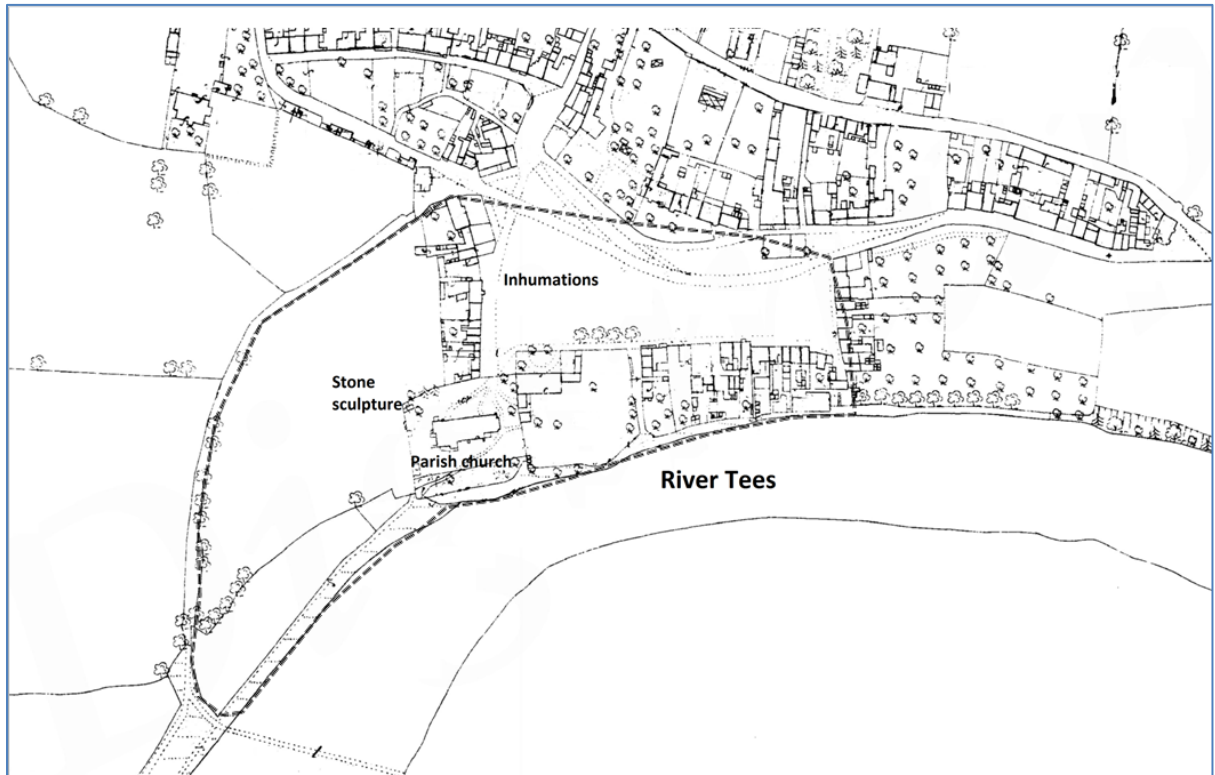 Inhumations
Stone
sculpture
Parish church
River Tees